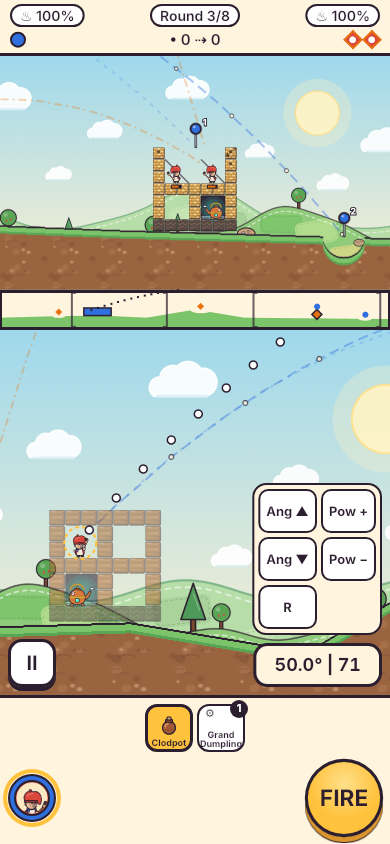 ♨ 100%
Round 3/8
♨ 100%
• 0 ⇢ 0
1
2
Ang ▲
Pow +
Ang ▼
Pow −
R
50.0° | 71
1
Clodpot
Grand
Dumpling
FIRE